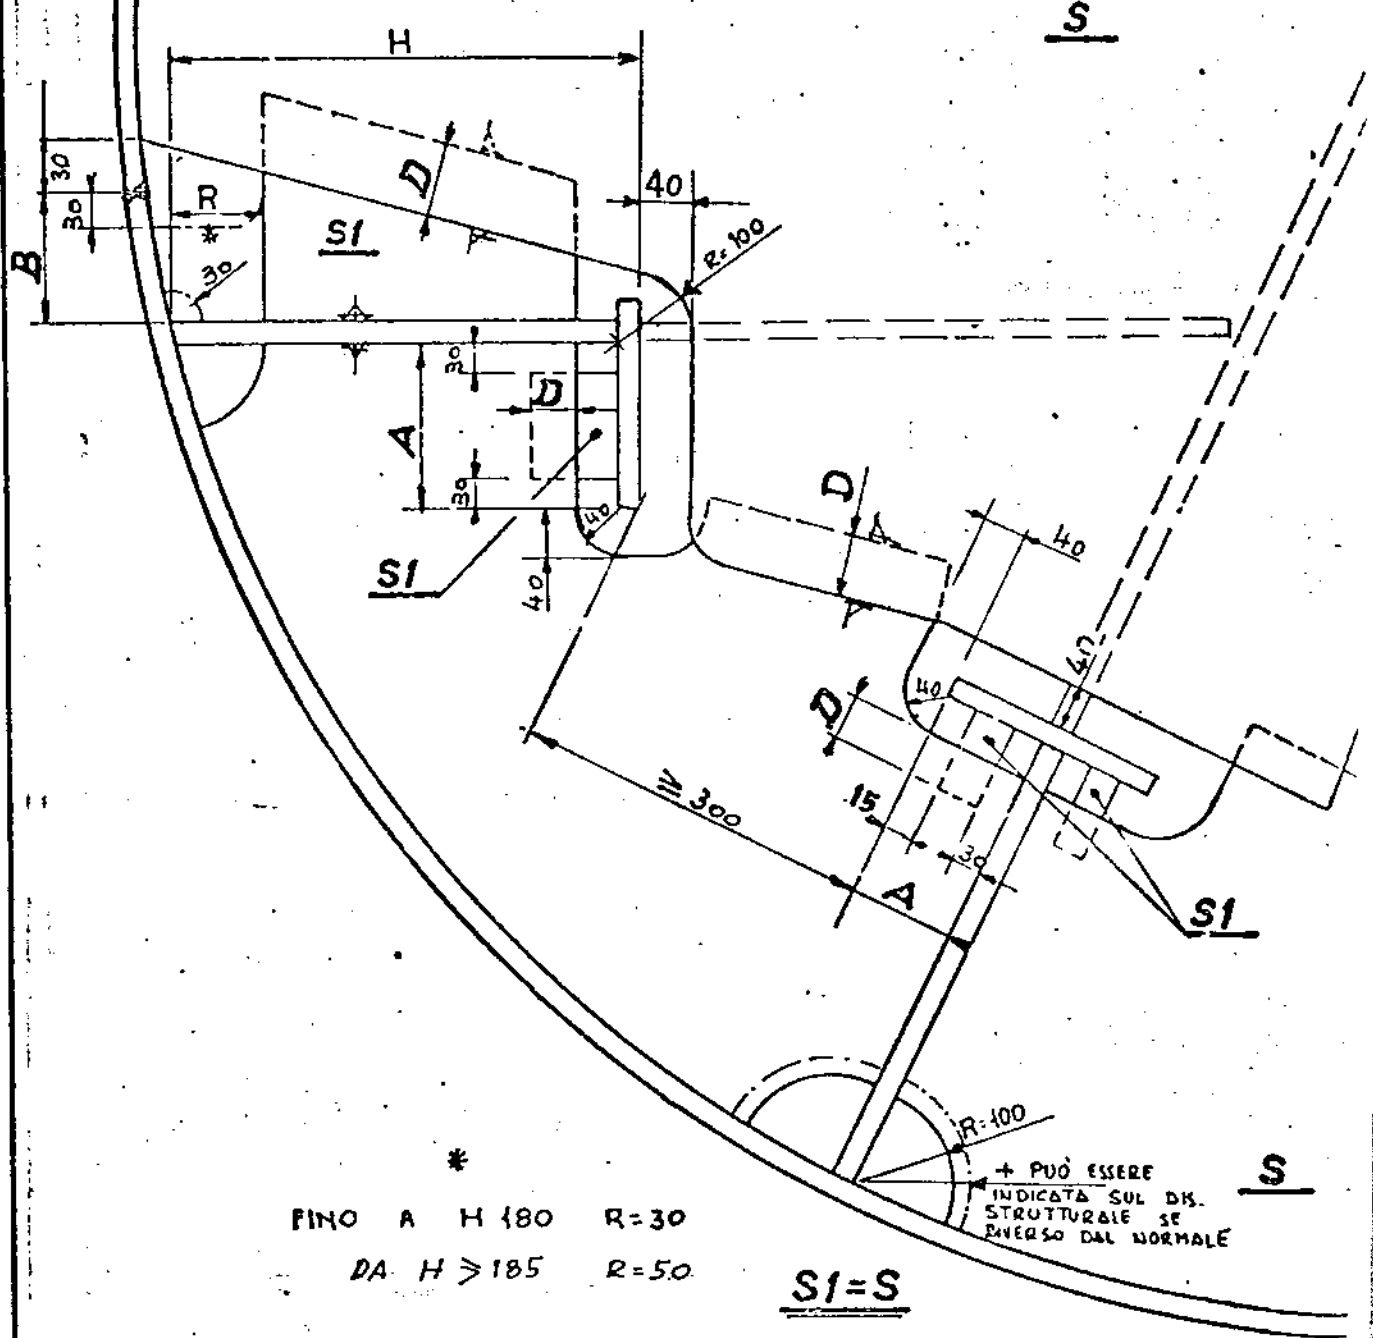 S
H
30
30
R
*
B
30
D
S1
40
R=100
30
D
A
30
40
40
S1
D
40
40
40
D
≥ 300
15
30
A
S1
R=100
+ PUÒ ESSERE
INDICATA SUL DIS.
STRUTTURALE SE
DIVERSO DAL NORMALE
S
*
FINO A H 180 R=30
DA H ≥ 185 R=50
S1=S